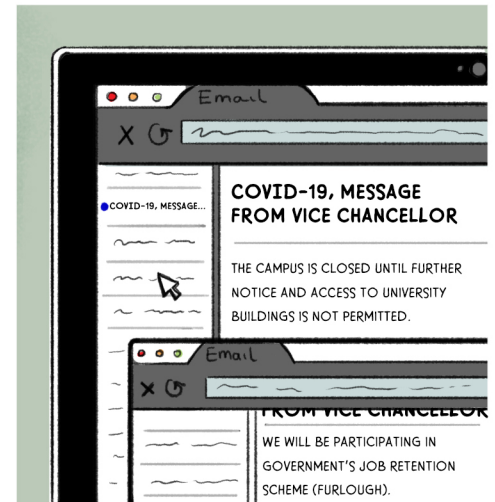 Email
COVID-19, MESSAGE...
COVID-19, MESSAGE
FROM VICE CHANCELLOR
THE CAMPUS IS CLOSED UNTIL FURTHER
NOTICE AND ACCESS TO UNIVERSITY
BUILDINGS IS NOT PERMITTED.
Email
FROM VICE CHANCELLOR
WE WILL BE PARTICIPATING IN
GOVERNMENT'S JOB RETENTION
SCHEME (FURLOUGH).